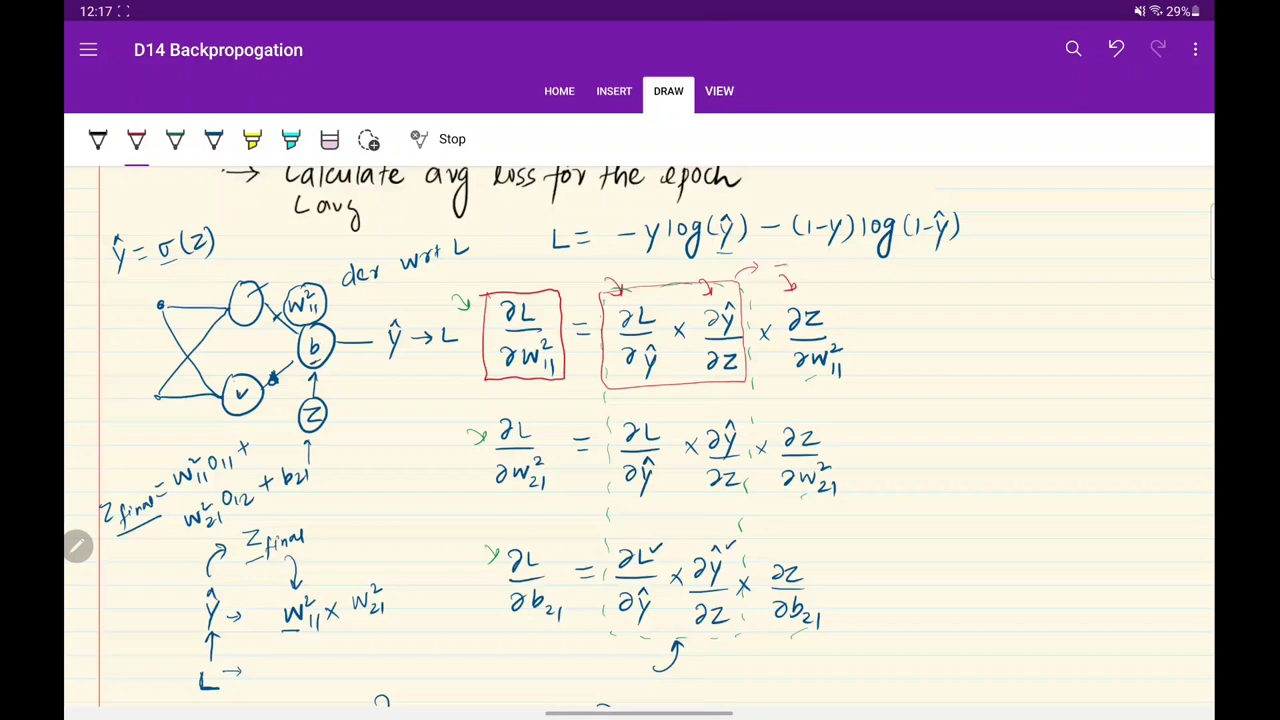 12:17
29%
D14 Backpropogation
HOME INSERT DRAW VIEW
Stop
→ Calculate avg loss for the epoch
Lavg
ŷ = σ(z)
der wrt L
L = -y log(ŷ) - (1-y) log(1-ŷ)
W²₁₁
b
ŷ → L
z
∂L/∂w²₁₁ = ∂L/∂ŷ × ∂ŷ/∂z × ∂z/∂w²₁₁
∂L/∂w²₂₁ = ∂L/∂ŷ × ∂ŷ/∂z × ∂z/∂w²₂₁
∂L/∂b₂₁ = ∂L/∂ŷ × ∂ŷ/∂z × ∂z/∂b₂₁
Zfinal = w²₁₁O₁₁ +
w²₂₁O₁₂ + b₂₁
Zfinal
ŷ → w²₁₁ × w²₂₁
L →